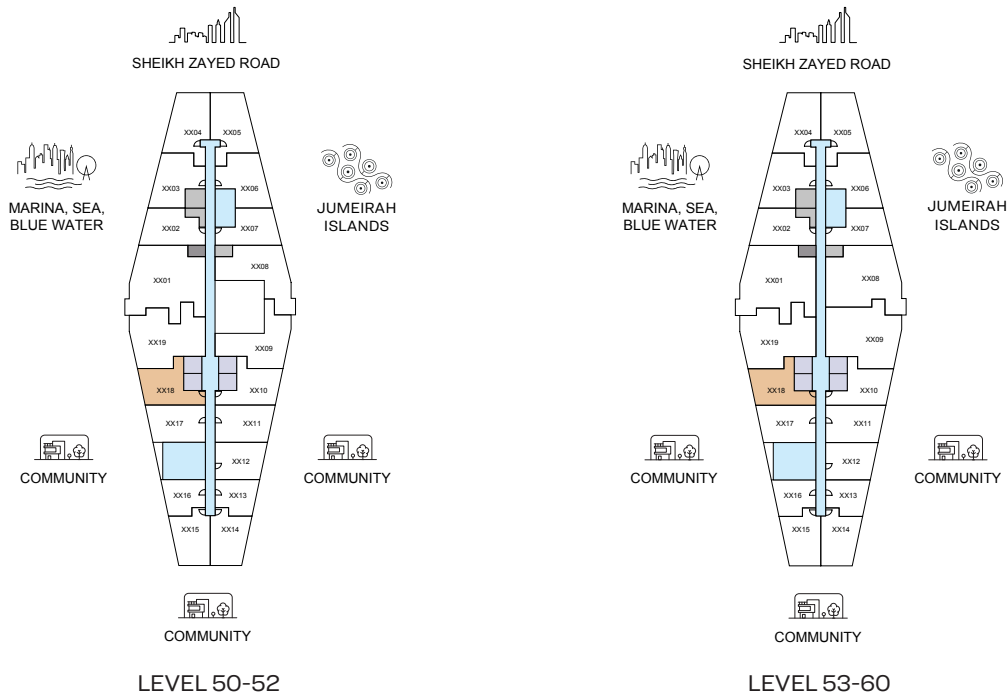 SHEIKH ZAYED ROAD
XX04
XX05
MARINA, SEA,
BLUE WATER
JUMEIRAH
ISLANDS
XX03
XX06
XX02
XX07
XX01
XX08
XX19
XX09
XX18
XX10
XX17
XX11
COMMUNITY
COMMUNITY
XX12
XX16
XX13
XX15
XX14
COMMUNITY
LEVEL 50-52
SHEIKH ZAYED ROAD
XX04
XX05
MARINA, SEA,
BLUE WATER
JUMEIRAH
ISLANDS
XX03
XX06
XX02
XX07
XX01
XX08
XX19
XX09
XX18
XX10
XX17
XX11
COMMUNITY
COMMUNITY
XX12
XX16
XX13
XX15
XX14
COMMUNITY
LEVEL 53-60